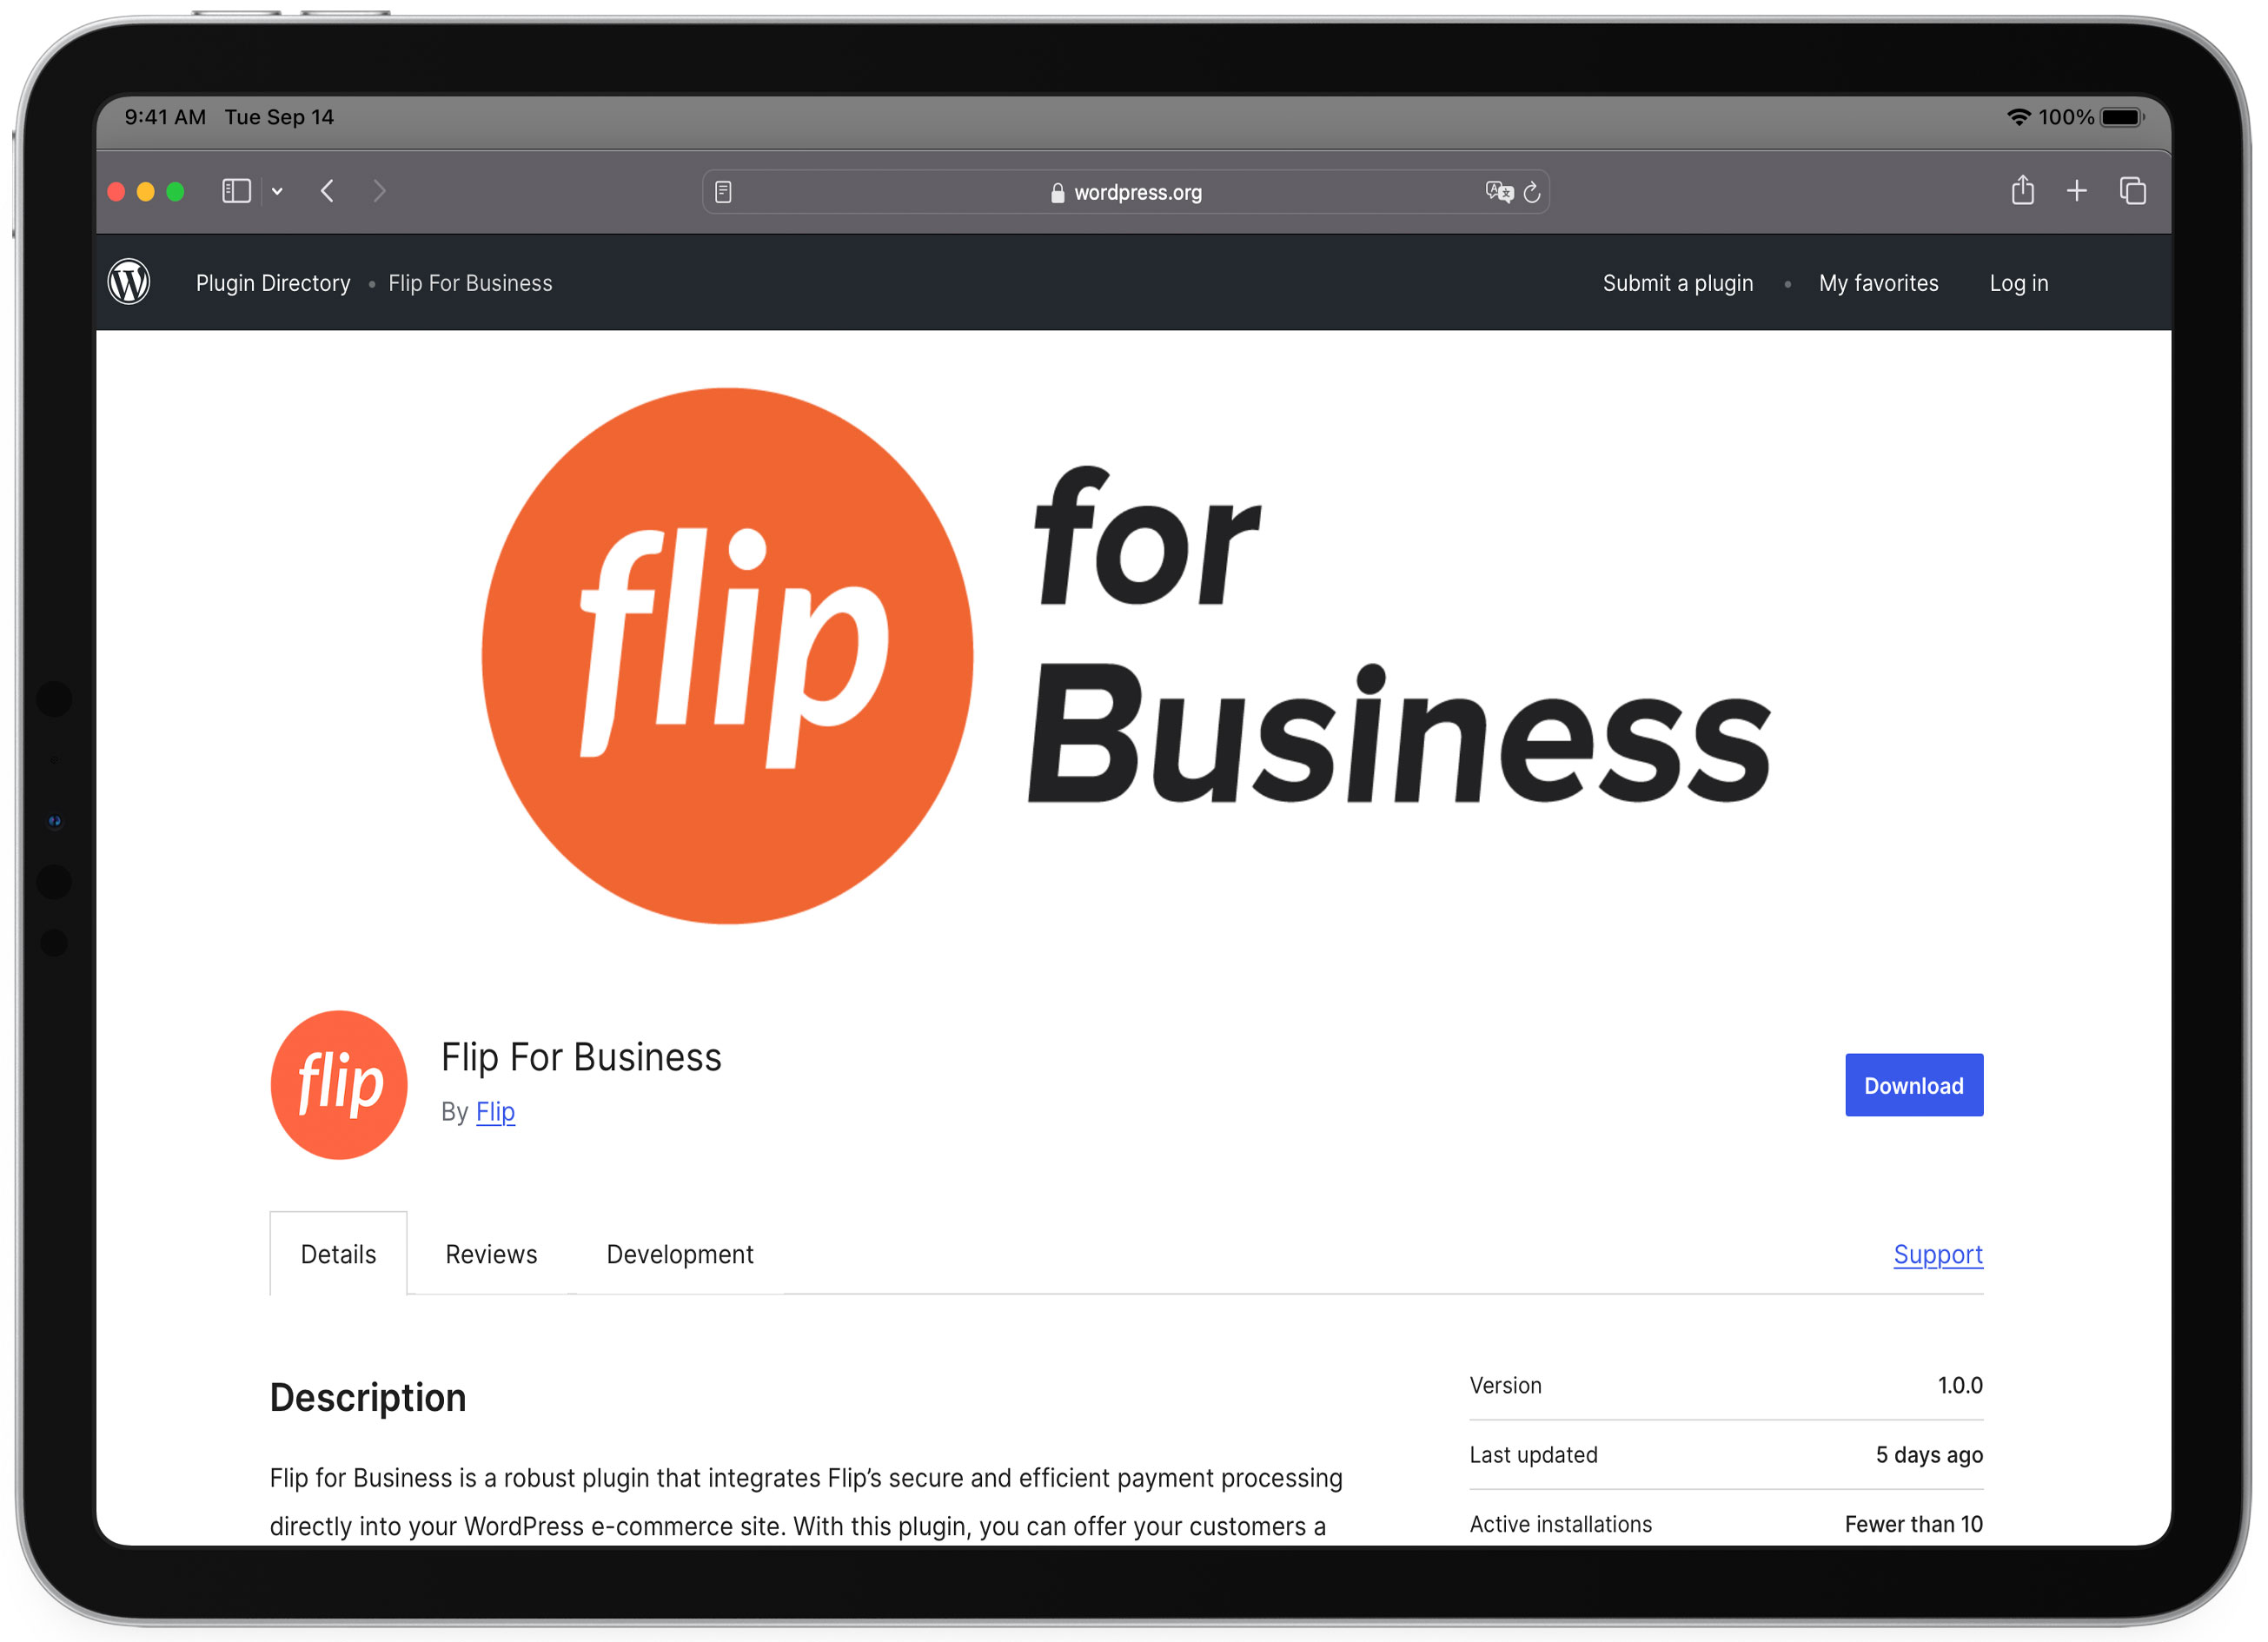 9:41 AM Tue Sep 14 100%
wordpress.org
Plugin Directory • Flip For Business Submit a plugin • My favorites Log in
flip
for
Business
flip
Flip For Business
By Flip
Download
Details Reviews Development Support
Description
Version 1.0.0
Last updated 5 days ago
Active installations Fewer than 10
Flip for Business is a robust plugin that integrates Flip’s secure and efficient payment processing
directly into your WordPress e-commerce site. With this plugin, you can offer your customers a